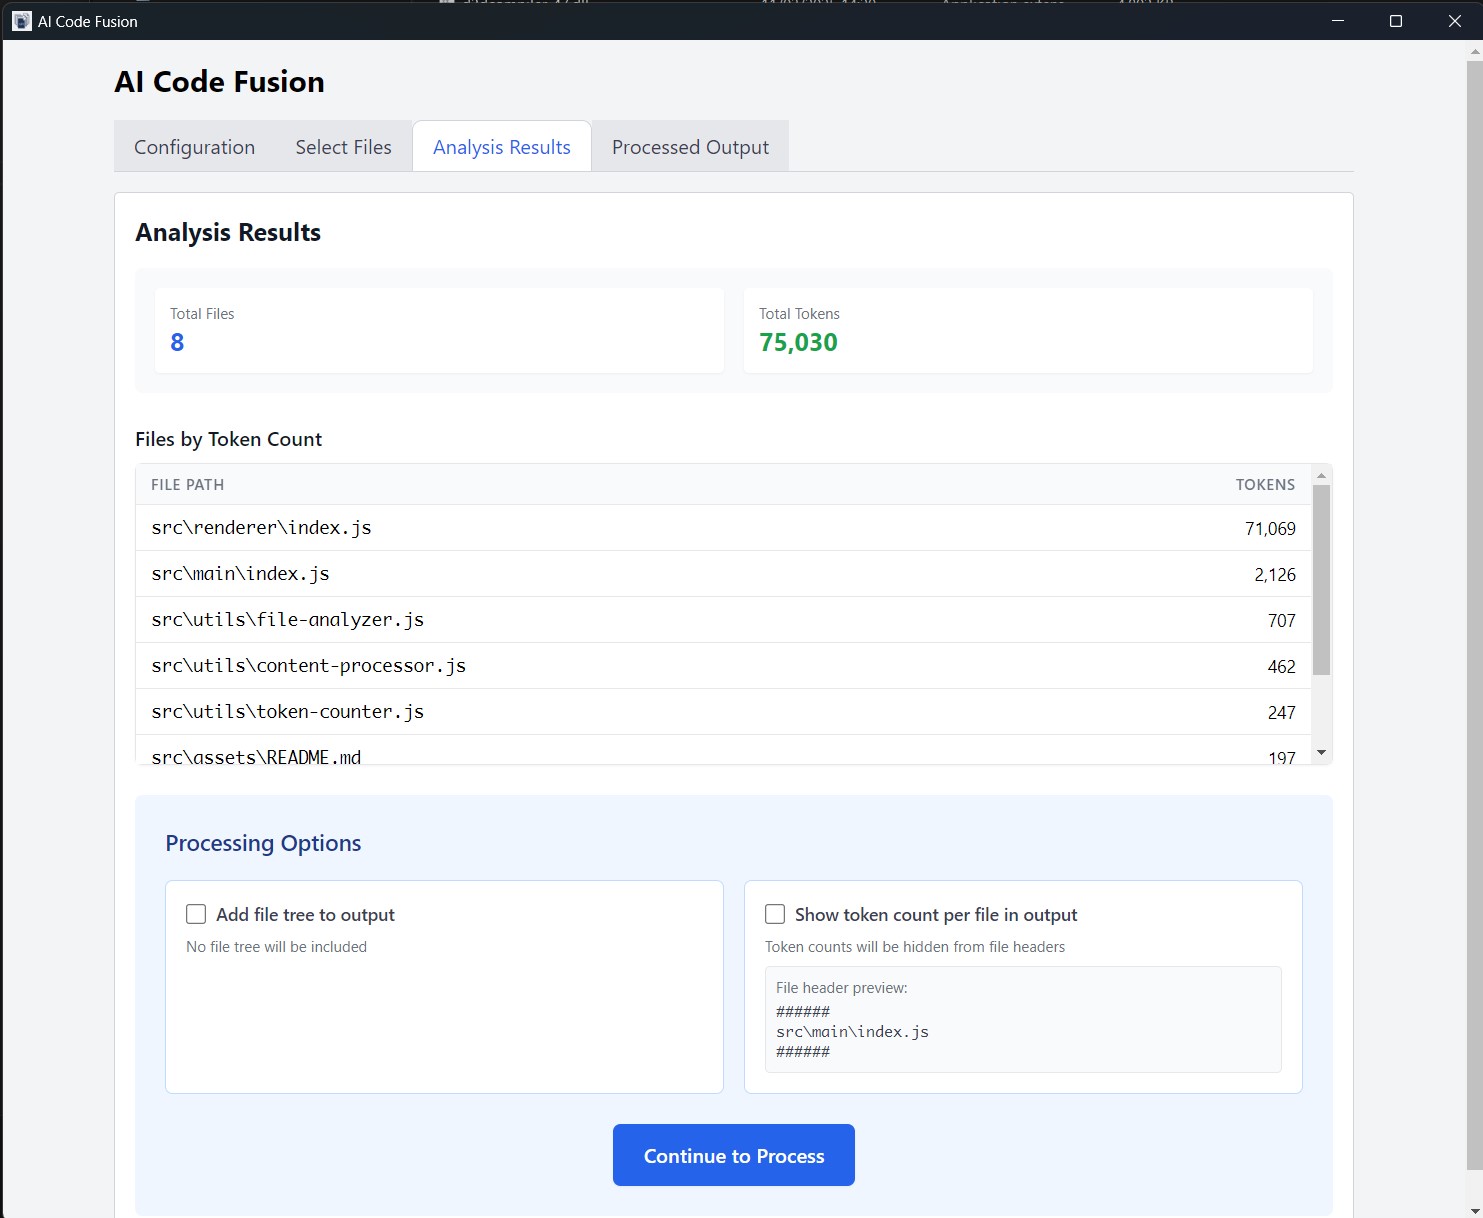 AI Code Fusion
AI Code Fusion
Configuration Select Files Analysis Results Processed Output
Analysis Results
Total Files Total Tokens
8 75,030
Files by Token Count
FILE PATH TOKENS
src\renderer\index.js 71,069
src\main\index.js 2,126
src\utils\file-analyzer.js 707
src\utils\content-processor.js 462
src\utils\token-counter.js 247
src\assets\README.md 197
Processing Options
Add file tree to output
No file tree will be included
Show token count per file in output
Token counts will be hidden from file headers
File header preview:
######
src\main\index.js
######
Continue to Process